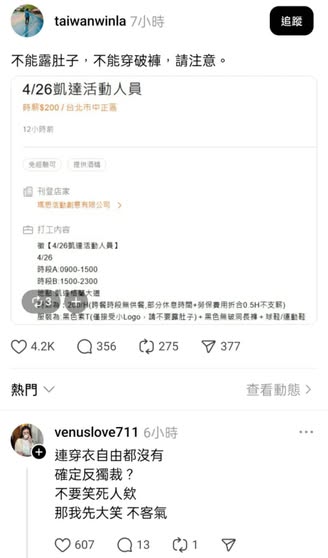 taiwanwinla 7小時
追蹤
不能露肚子，不能穿破褲，請注意。
4/26凱達活動人員
時薪$200 / 台北市中正區
12小時前
免經驗可 提供酒精
刊登店家
瑪思活動創意有限公司 >
打工內容
徵【4/26凱達活動人員】
4/26
時段A:0900-1500
時段B:1500-2300
格蘭大道
200/H(跨餐時段無供餐,部分休息時間+勞保費用折合0.5H不支薪)
服裝為:黑色素T(僅接受小Logo，請不要露肚子)+黑色無破洞長褲+球鞋/運動鞋
4.2K 356 275 377
熱門
查看動態 >
venuslove711 6小時
連穿衣自由都沒有
確定反獨裁？
不要笑死人欸
那我先大笑 不客氣
607 13 1